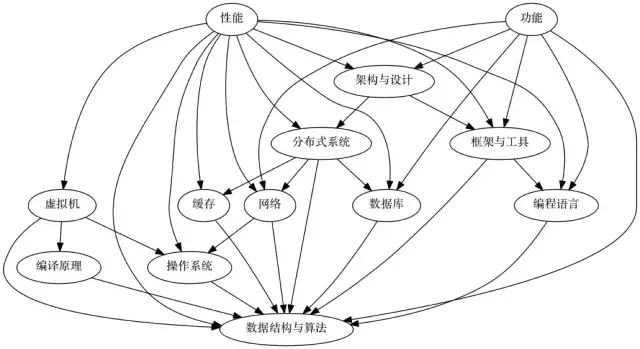 性能
功能
架构与设计
分布式系统
框架与工具
虚拟机
缓存
网络
数据库
编程语言
编译原理
操作系统
数据结构与算法